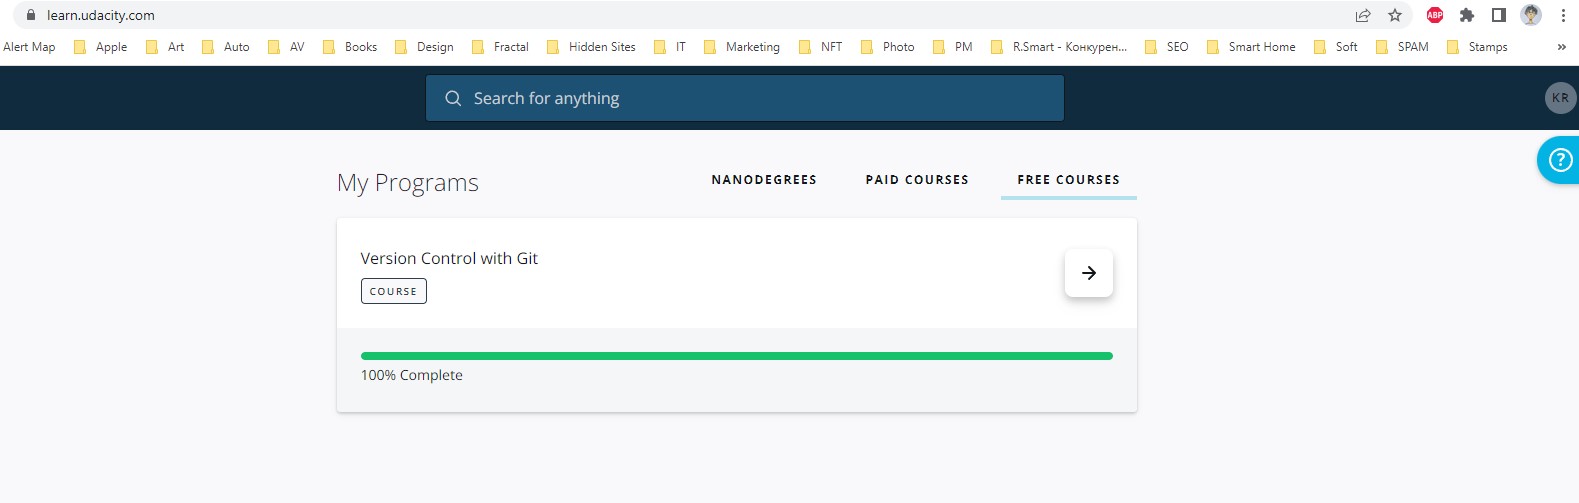 learn.udacity.com
ABP
Alert Map Apple Art Auto AV Books Design Fractal Hidden Sites IT Marketing NFT Photo PM R.Smart - Конкурен... SEO Smart Home Soft SPAM Stamps »
Search for anything
KR
?
My Programs NANODEGREES PAID COURSES FREE COURSES
Version Control with Git
COURSE
100% Complete